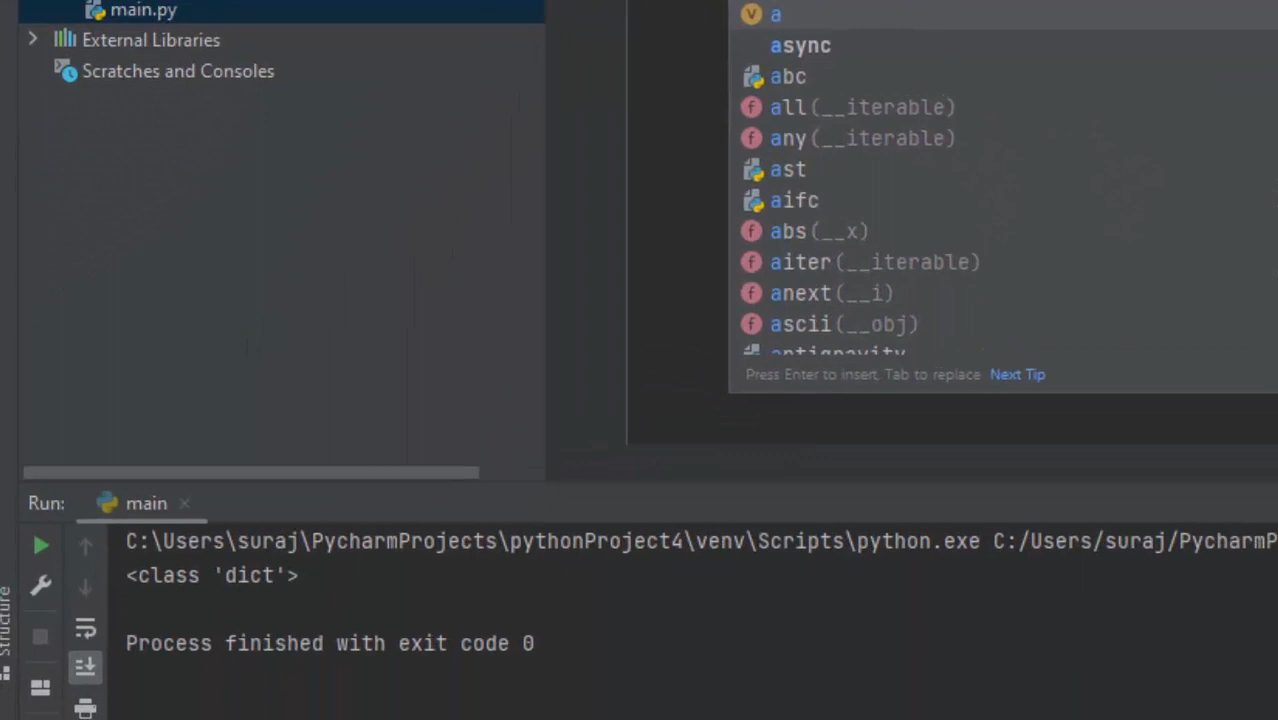 main.py
External Libraries
Scratches and Consoles
a
async
abc
all(__iterable)
any(__iterable)
ast
aifc
abs(__x)
aiter(__iterable)
anext(__i)
ascii(__obj)
antigravity
Press Enter to insert, Tab to replace Next Tip
Run: main
C:\Users\suraj\PycharmProjects\pythonProject4\venv\Scripts\python.exe C:/Users/suraj/PycharmP
<class 'dict'>
Process finished with exit code 0
Structure